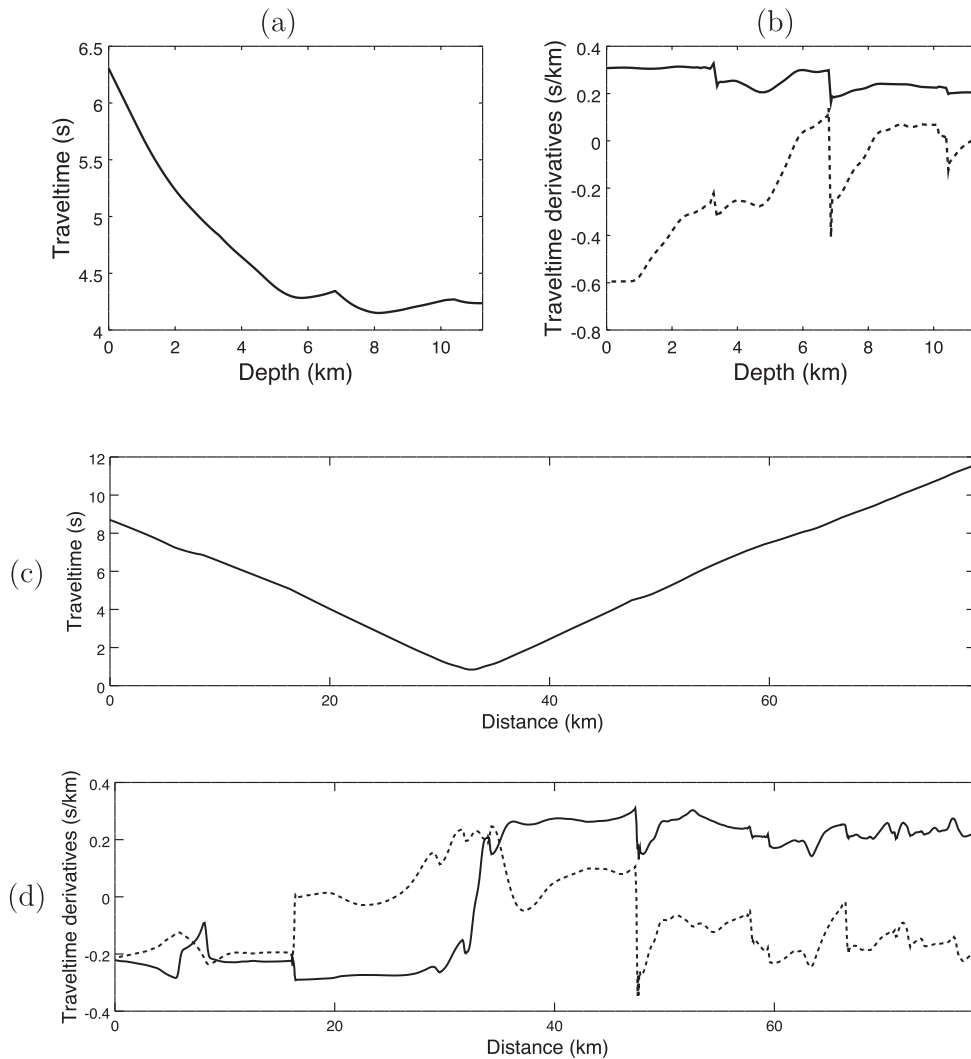 (a)
6.5
6
5.5
5
4.5
4
Traveltime (s)
0 2 4 6 8 10
Depth (km)
(b)
0.4
0.2
0
-0.2
-0.4
-0.6
-0.8
Traveltime derivatives (s/km)
0 2 4 6 8 10
Depth (km)
(c)
12
10
8
6
4
2
0
Traveltime (s)
0 20 40 60
Distance (km)
(d)
0.4
0.2
0
-0.2
-0.4
Traveltime derivatives (s/km)
0 20 40 60
Distance (km)